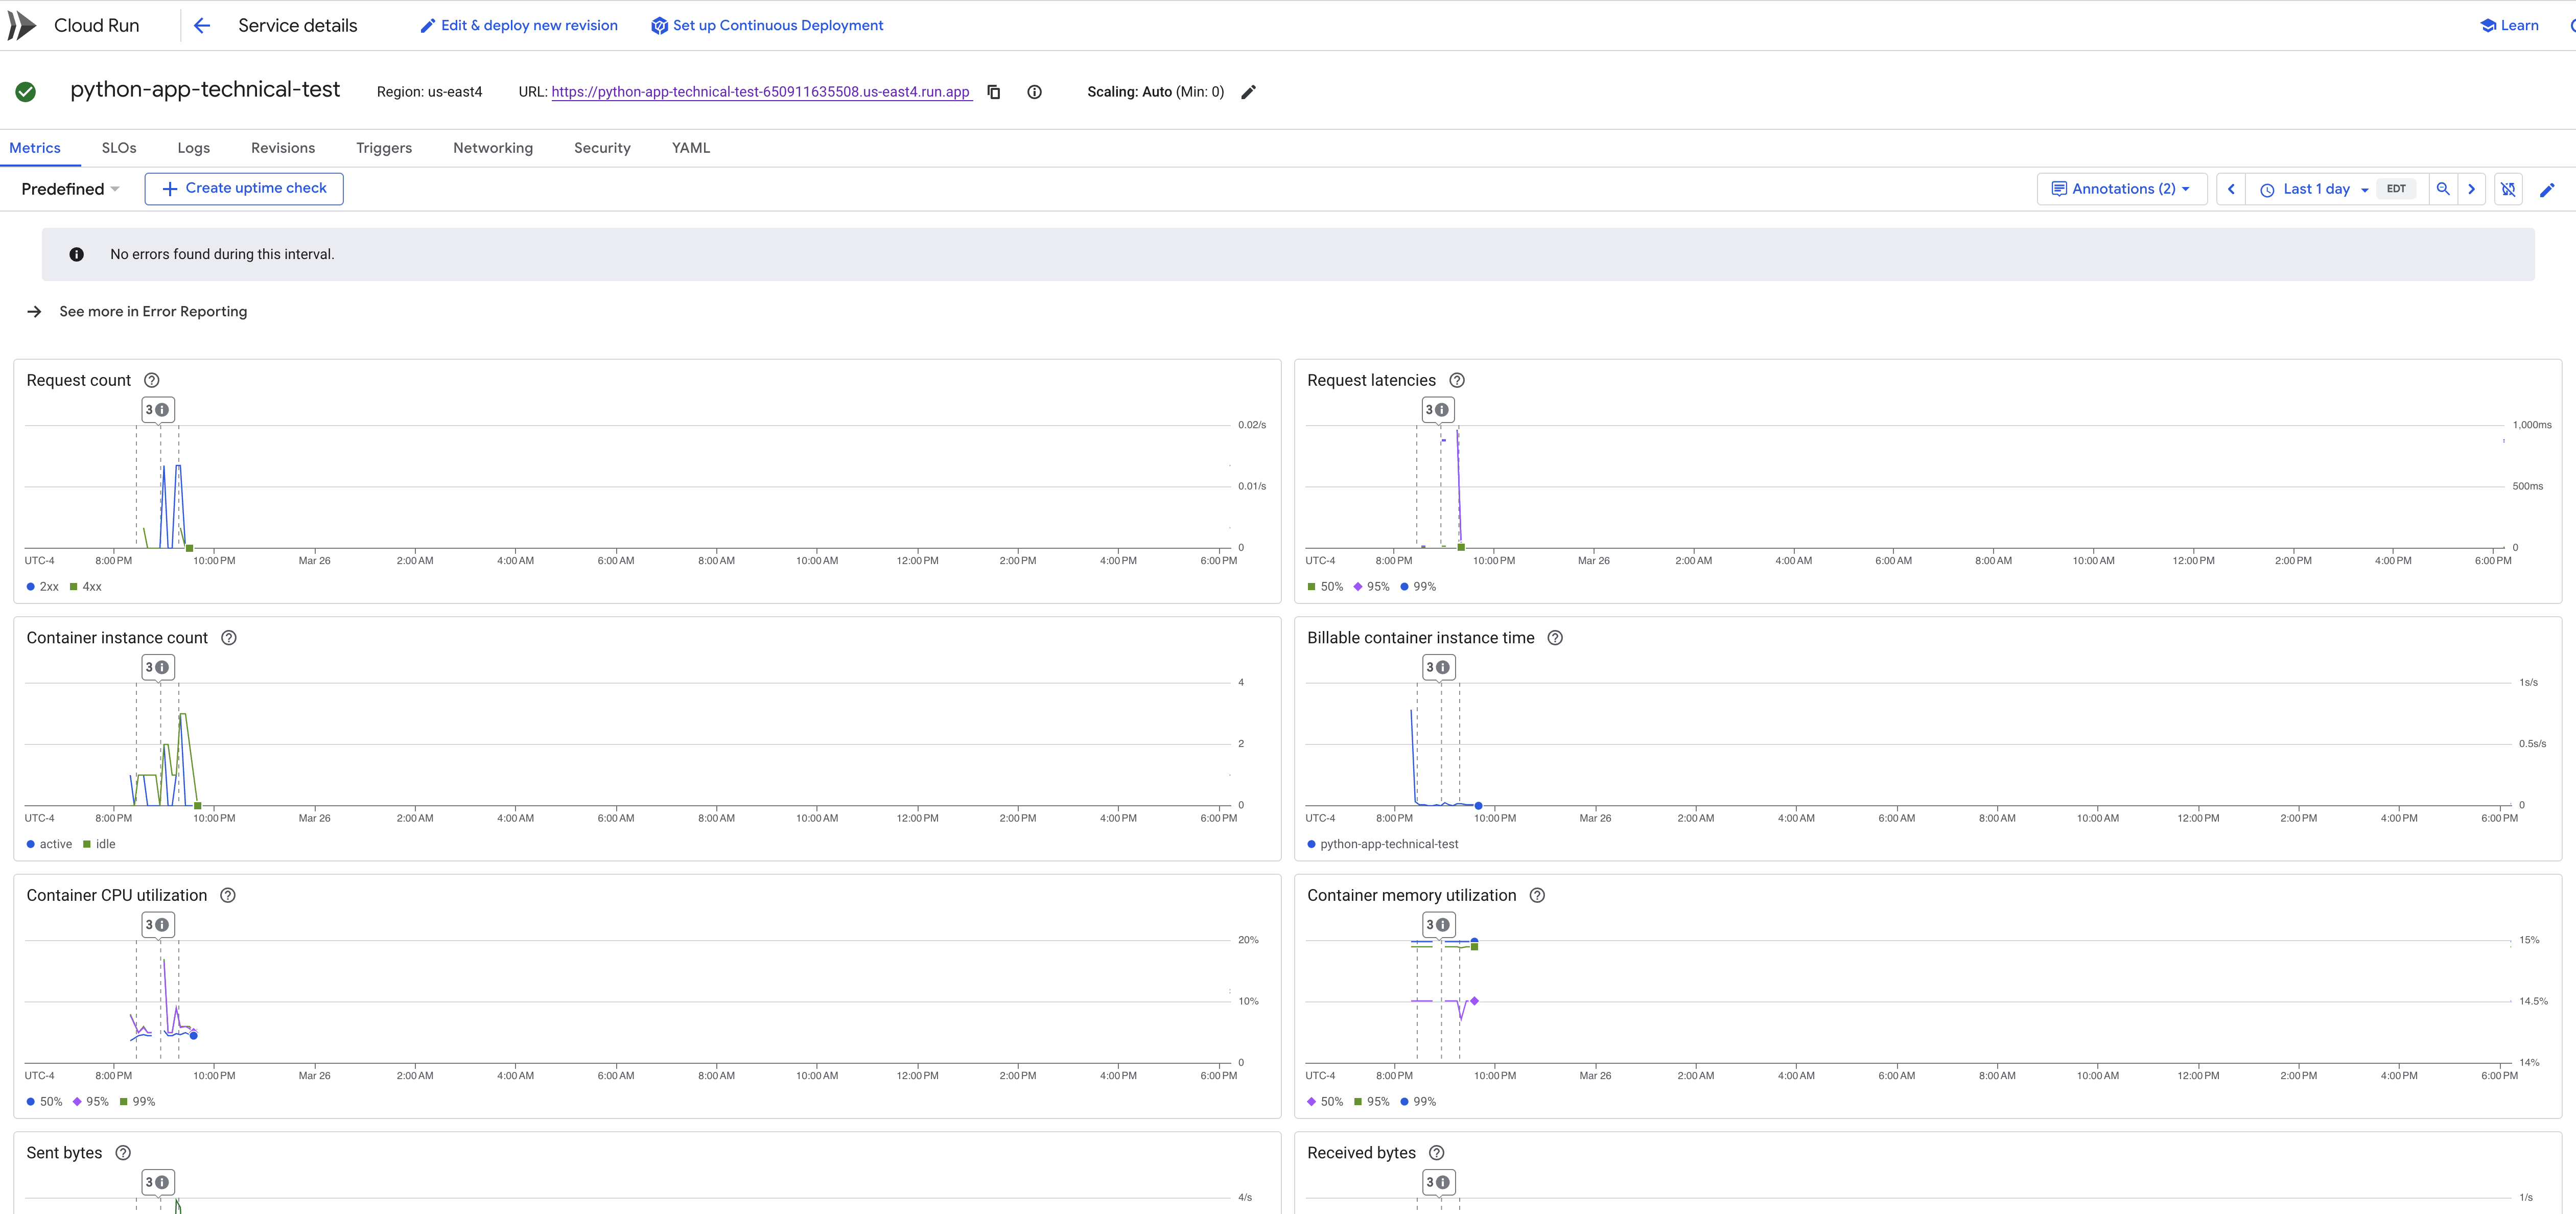 Cloud Run Service details Edit & deploy new revision Set up Continuous Deployment Learn
python-app-technical-test Region: us-east4 URL: https://python-app-technical-test-650911635508.us-east4.run.app Scaling: Auto (Min: 0)
Metrics SLOs Logs Revisions Triggers Networking Security YAML
Predefined Create uptime check Annotations (2) Last 1 day EDT
No errors found during this interval.
See more in Error Reporting
Request count
3
0.02/s
0.01/s
0
UTC-4 8:00 PM 10:00 PM Mar 26 2:00 AM 4:00 AM 6:00 AM 8:00 AM 10:00 AM 12:00 PM 2:00 PM 4:00 PM 6:00 PM
2xx 4xx
Request latencies
3
1,000ms
500ms
0
UTC-4 8:00 PM 10:00 PM Mar 26 2:00 AM 4:00 AM 6:00 AM 8:00 AM 10:00 AM 12:00 PM 2:00 PM 4:00 PM 6:00 PM
50% 95% 99%
Container instance count
3
4
2
0
UTC-4 8:00 PM 10:00 PM Mar 26 2:00 AM 4:00 AM 6:00 AM 8:00 AM 10:00 AM 12:00 PM 2:00 PM 4:00 PM 6:00 PM
active idle
Billable container instance time
3
1s/s
0.5s/s
0
UTC-4 8:00 PM 10:00 PM Mar 26 2:00 AM 4:00 AM 6:00 AM 8:00 AM 10:00 AM 12:00 PM 2:00 PM 4:00 PM 6:00 PM
python-app-technical-test
Container CPU utilization
3
20%
10%
0
UTC-4 8:00 PM 10:00 PM Mar 26 2:00 AM 4:00 AM 6:00 AM 8:00 AM 10:00 AM 12:00 PM 2:00 PM 4:00 PM 6:00 PM
50% 95% 99%
Container memory utilization
3
15%
14.5%
14%
UTC-4 8:00 PM 10:00 PM Mar 26 2:00 AM 4:00 AM 6:00 AM 8:00 AM 10:00 AM 12:00 PM 2:00 PM 4:00 PM 6:00 PM
50% 95% 99%
Sent bytes
3
4/s
Received bytes
3
1/s